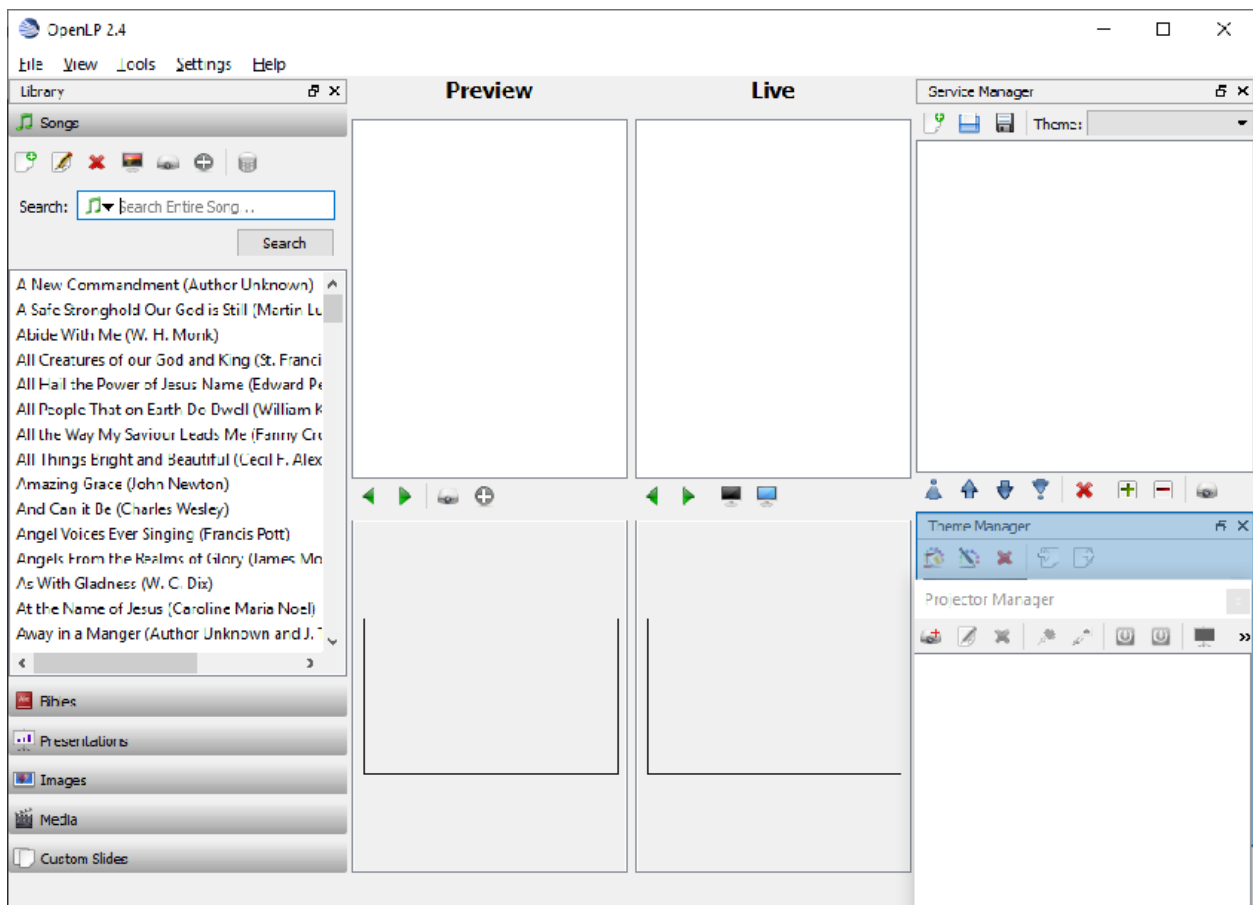 OpenLP 2.4
File View Tools Settings Help
Library
Songs
Search: Search Entire Song ...
Search
A New Commandment (Author Unknown)
A Safe Stronghold Our God is Still (Martin Lu
Abide With Me (W. H. Monk)
All Creatures of our God and King (St. Franci
All Hail the Power of Jesus Name (Edward Pe
All People That on Earth Do Dwell (William K
All the Way My Saviour Leads Me (Fanny Cro
All Things Bright and Beautiful (Cecil F. Alex
Amazing Grace (John Newton)
And Can it Be (Charles Wesley)
Angel Voices Ever Singing (Francis Pott)
Angels From the Realms of Glory (James Mo
As With Gladness (W. C. Dix)
At the Name of Jesus (Caroline Maria Noel)
Away in a Manger (Author Unknown and J. T
Bibles
Presentations
Images
Media
Custom Slides
Preview
Live
Service Manager
Theme:
Theme Manager
Projector Manager